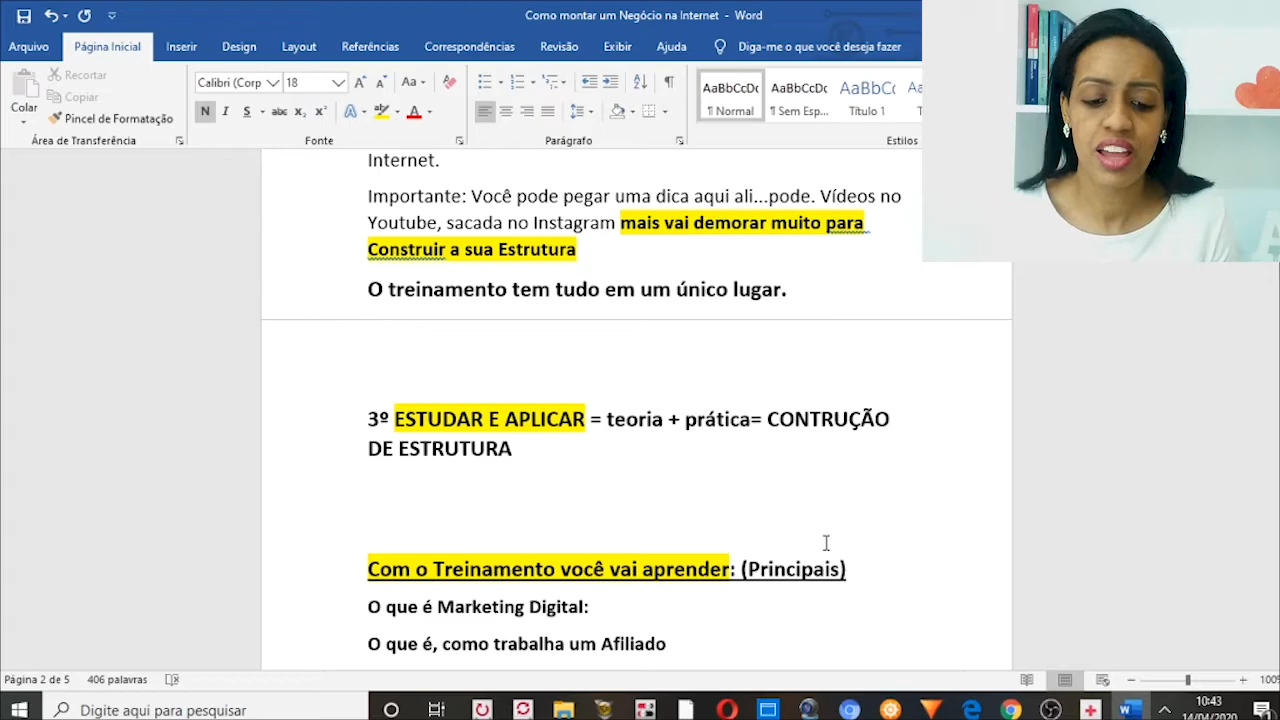 Como montar um Negócio na Internet - Word
Arquivo Página Inicial Inserir Design Layout Referências Correspondências Revisão Exibir Ajuda Diga-me o que você deseja fazer
Colar
Recortar
Copiar
Pincel de Formatação
Área de Transferência
Calibri (Corp 18
Fonte
Parágrafo
AaBbCcDc AaBbCcDc AaBbCc
¶ Normal ¶ Sem Esp... Título 1
Estilos
Internet.
Importante: Você pode pegar uma dica aqui ali...pode. Vídeos no
Youtube, sacada no Instagram mais vai demorar muito para
Construir a sua Estrutura
O treinamento tem tudo em um único lugar.
3º ESTUDAR E APLICAR = teoria + prática= CONTRUÇÃO
DE ESTRUTURA
Com o Treinamento você vai aprender: (Principais)
O que é Marketing Digital:
O que é, como trabalha um Afiliado
Página 2 de 5 406 palavras 100%
Digite aqui para pesquisar
10:43
14/04/2020